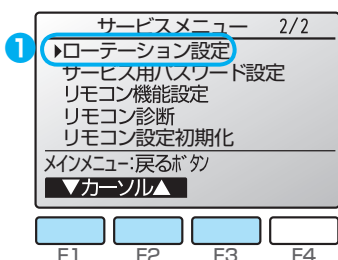 サービスメニュー 2/2
1 ▶ローテーション設定
サービス用パスワード設定
リモコン機能設定
リモコン診断
リモコン設定初期化
メインメニュー:戻るボタン
▼カーソル▲
F1 F2 F3 F4